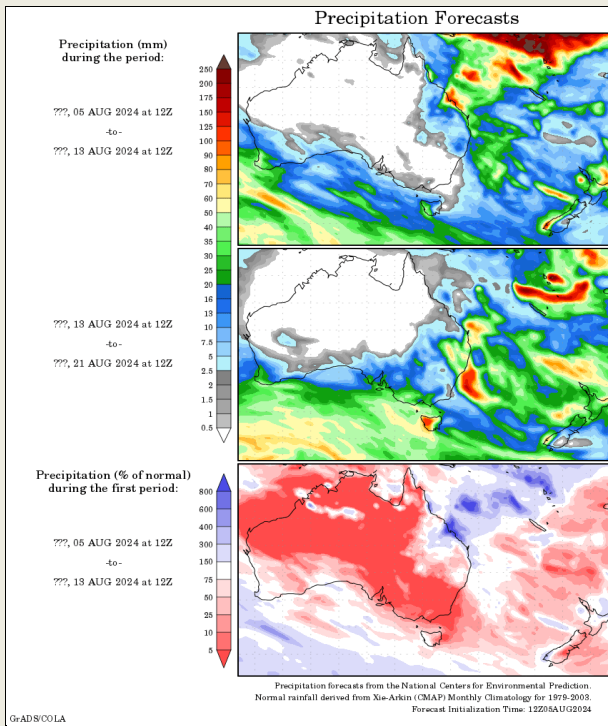 Precipitation Forecasts
Precipitation (mm)
during the period:
???, 05 AUG 2024 at 12Z
-to-
???, 13 AUG 2024 at 12Z
250
200
175
150
125
100
90
80
70
60
50
40
35
30
25
20
16
13
10
7.5
5
2.5
2
1.5
1
0.5
???, 13 AUG 2024 at 12Z
-to-
???, 21 AUG 2024 at 12Z
Precipitation (% of normal)
during the first period:
???, 05 AUG 2024 at 12Z
-to-
???, 13 AUG 2024 at 12Z
800
600
400
300
150
75
50
25
10
5
Precipitation forecasts from the National Centers for Environmental Prediction.
Normal rainfall derived from Xie-Arkin (CMAP) Monthly Climatology for 1979-2003.
Forecast Initialization Time: 12Z05AUG2024
GrADS/COLA